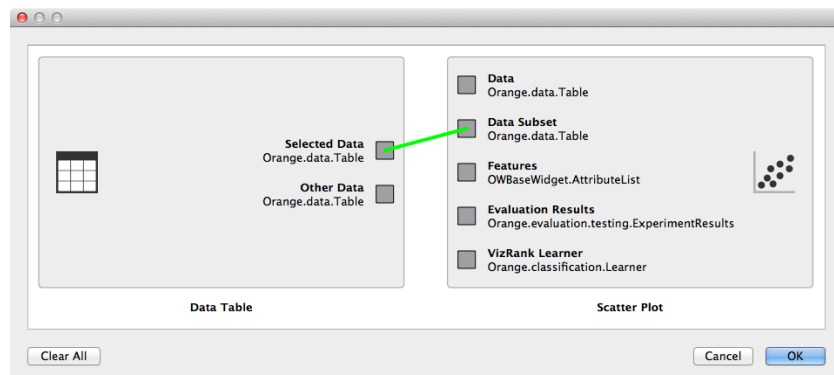 Selected Data
Orange.data.Table
Other Data
Orange.data.Table
Data Table
Data
Orange.data.Table
Data Subset
Orange.data.Table
Features
OWBaseWidget.AttributeList
Evaluation Results
Orange.evaluation.testing.ExperimentResults
VizRank Learner
Orange.classification.Learner
Scatter Plot
Clear All
Cancel
OK